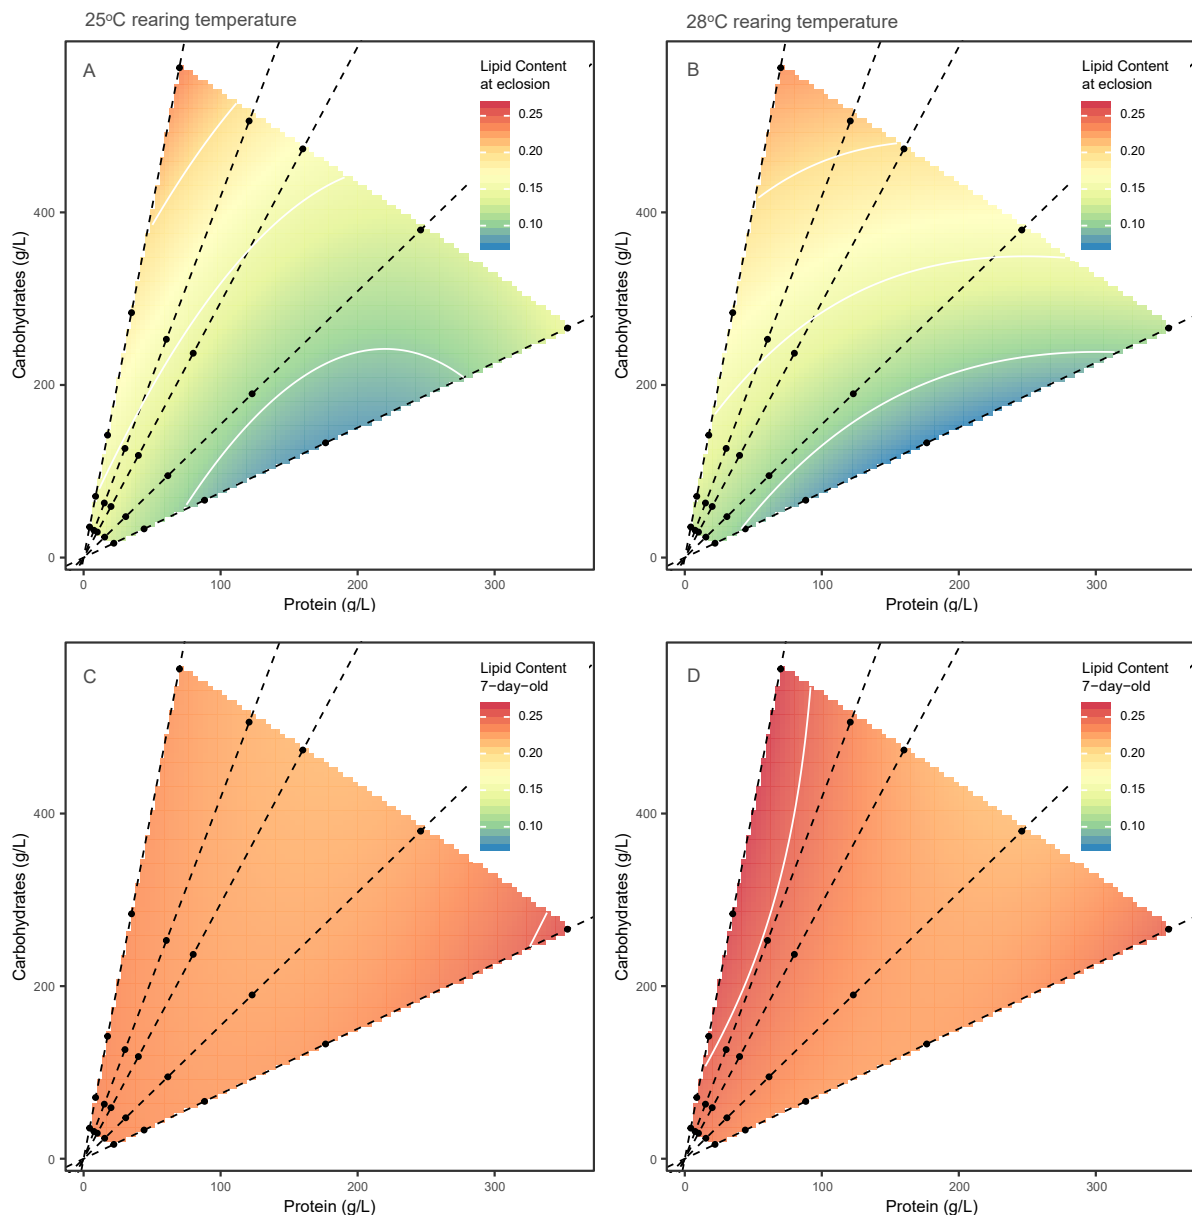 25°C rearing temperature
28°C rearing temperature
A
Lipid Content
at eclosion
0.25
0.20
0.15
0.10
400
200
0
Carbohydrates (g/L)
0
100
200
300
Protein (g/L)
B
Lipid Content
at eclosion
0.25
0.20
0.15
0.10
400
200
0
Carbohydrates (g/L)
0
100
200
300
Protein (g/L)
C
Lipid Content
7−day−old
0.25
0.20
0.15
0.10
400
200
0
Carbohydrates (g/L)
0
100
200
300
Protein (g/L)
D
Lipid Content
7−day−old
0.25
0.20
0.15
0.10
400
200
0
Carbohydrates (g/L)
0
100
200
300
Protein (g/L)